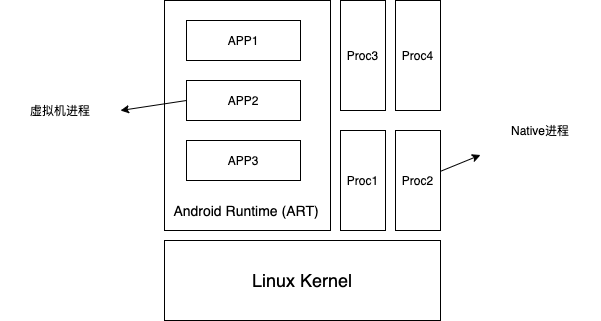 APP1
Proc3
Proc4
APP2
虚拟机进程
Native进程
APP3
Proc1
Proc2
Android Runtime (ART)
Linux Kernel